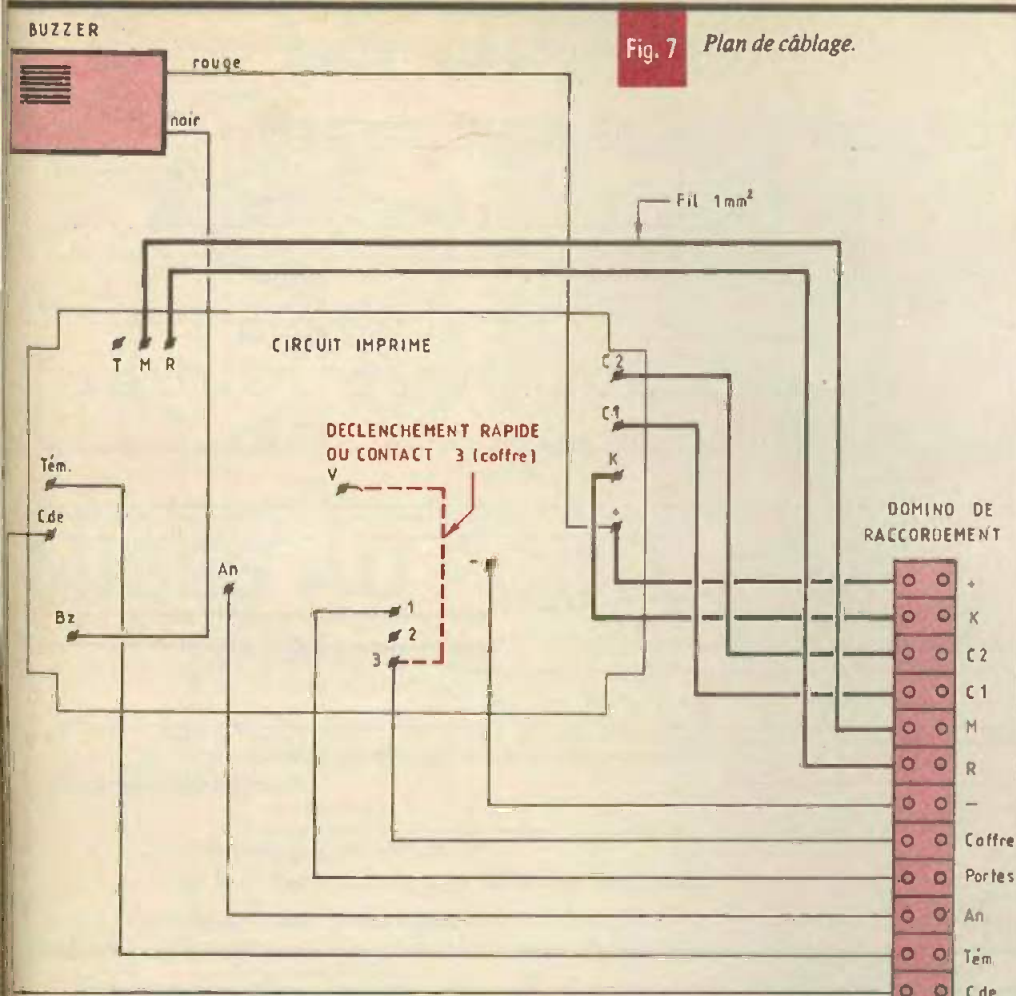 BUZZER
rouge
noir
Fig. 7
Plan de câblage.
Fil 1mm²
T M R
CIRCUIT IMPRIME
C2
C1
K
+
DECLENCHEMENT RAPIDE
OU CONTACT 3 (coffre)
V
Tém.
Cde
An
Bz
-
1
2
3
DOMINO DE
RACCORDEMENT
+
K
C2
C1
M
R
-
Coffre
Portes
An
Tém.
Cde